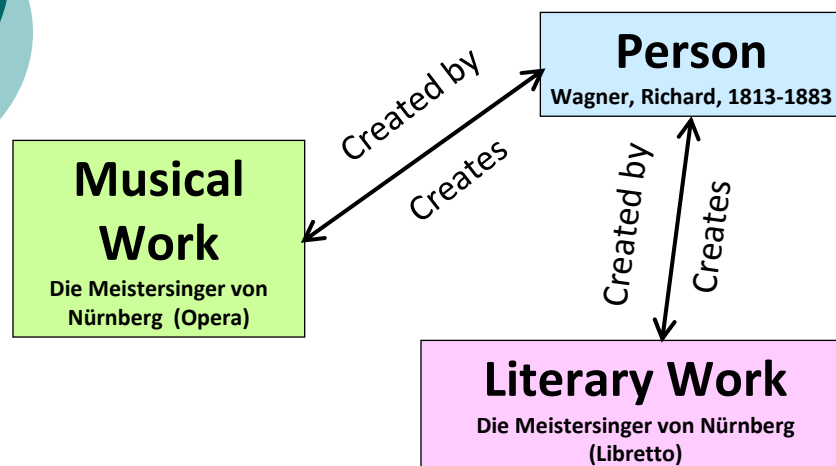 Person
Wagner, Richard, 1813-1883
Created by
Creates
Musical
Work
Die Meistersinger von
Nürnberg (Opera)
Created by
Creates
Literary Work
Die Meistersinger von Nürnberg
(Libretto)